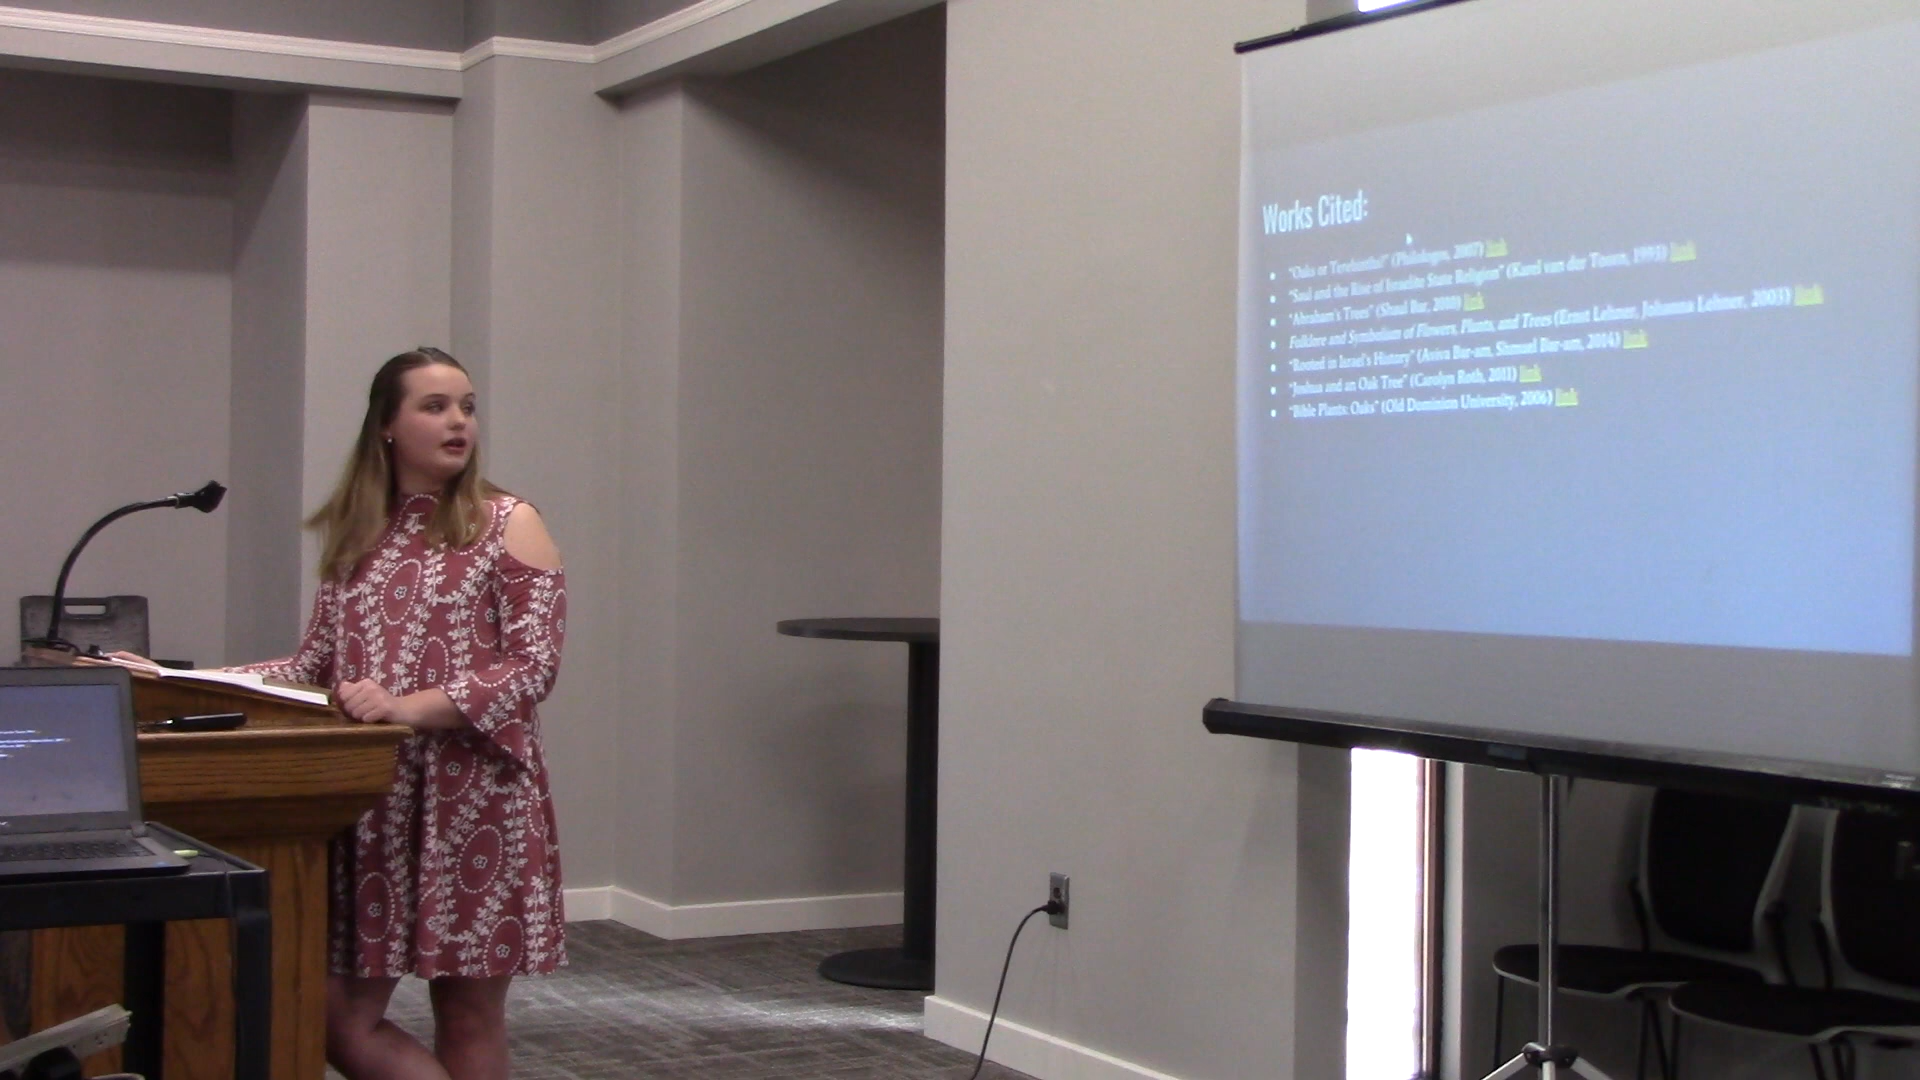 Works Cited:
• "Oaks or Terebinths?" (Philologos, 2007) link
• "Saul and the Rise of Israelite State Religion" (Karel van der Toorn, 1993) link
• "Abraham's Trees" (Shaul Bar, 2010) link
• Folklore and Symbolism of Flowers, Plants, and Trees (Ernst Lehner, Johanna Lehner, 2003) link
• "Rooted in Israel's History" (Aviva Bar-am, Shmuel Bar-am, 2014) link
• "Joshua and an Oak Tree" (Carolyn Roth, 2011) link
• "Bible Plants: Oaks" (Old Dominion University, 2006) link